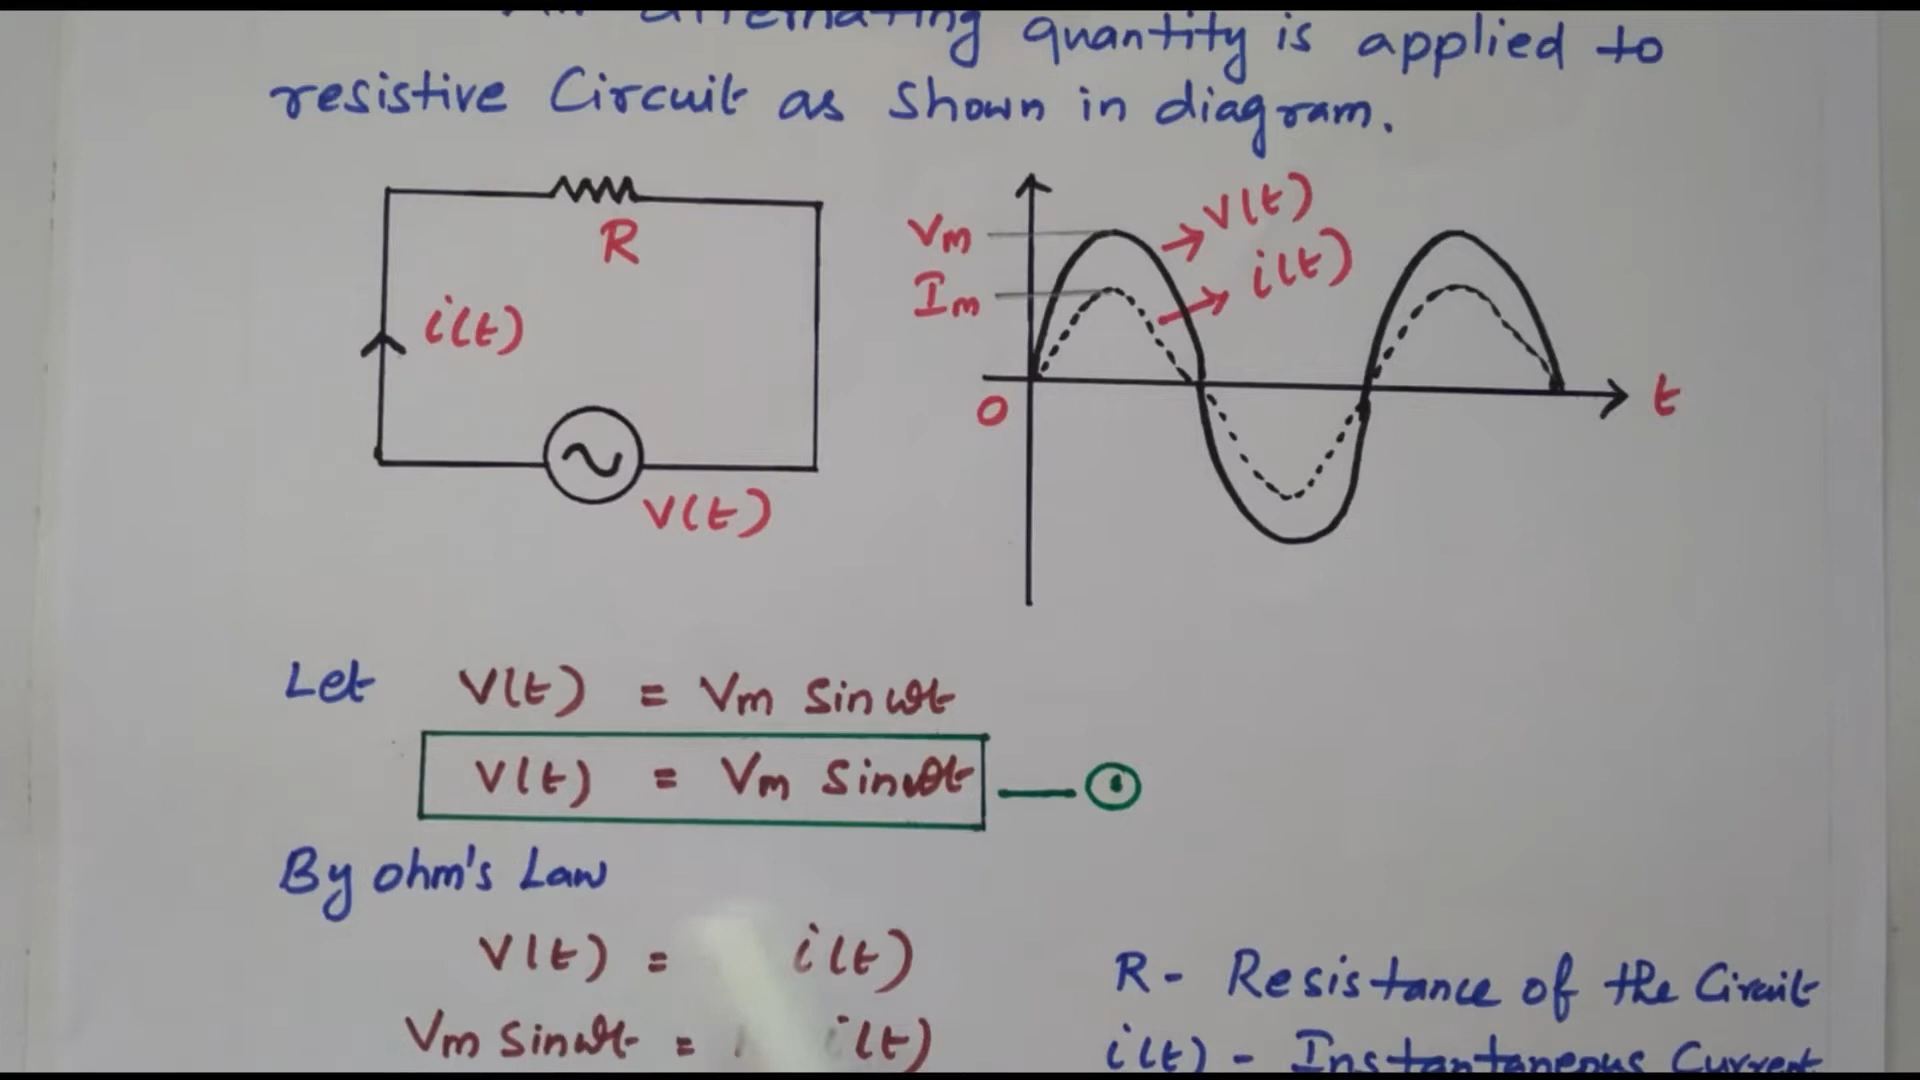 alternating quantity is applied to
resistive Circuit as Shown in diagram.
R
i(t)
V(t)
Vm
Im
0
V(t)
i(t)
t
Let V(t) = Vm Sinωt
V(t) = Vm Sinωt
By ohm's Law
V(t) = i(t)
Vm Sinωt = i(t)
R - Resistance of the Circuit
i(t) - Instantaneous Current